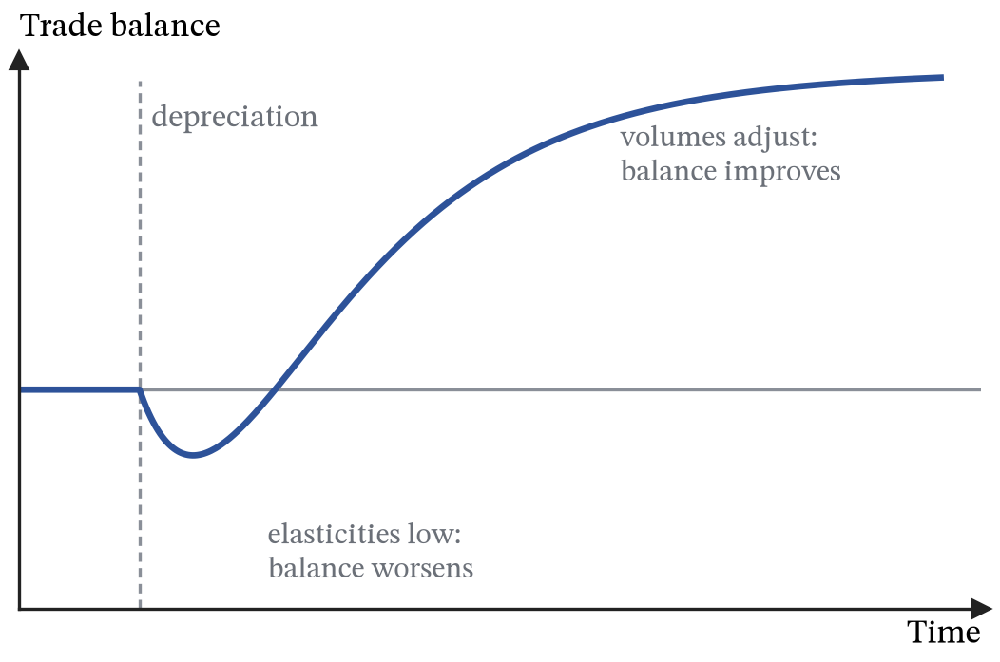 Trade balance
depreciation
volumes adjust:
balance improves
elasticities low:
balance worsens
Time